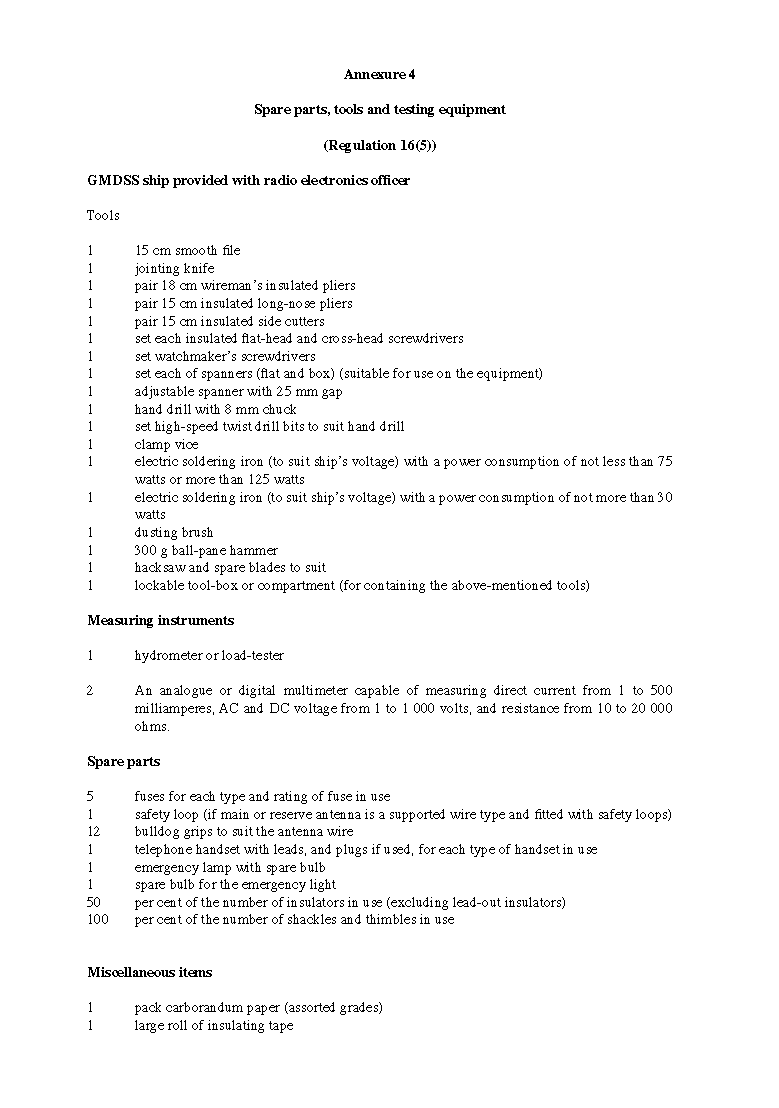 Annexure 4
Spare parts, tools and testing equipment
(Regulation 16(5))
GMDSS ship provided with radio electronics officer
Tools
1 15 cm smooth file
1 jointing knife
1 pair 18 cm wireman's insulated pliers
1 pair 15 cm insulated long-nose pliers
1 pair 15 cm insulated side cutters
1 set each insulated flat-head and cross-head screwdrivers
1 set watchmaker's screwdrivers
1 set each of spanners (flat and box) (suitable for use on the equipment)
1 adjustable spanner with 25 mm gap
1 hand drill with 8 mm chuck
1 set high-speed twist drill bits to suit hand drill
1 clamp vice
1 electric soldering iron (to suit ship's voltage) with a power consumption of not less than 75
watts or more than 125 watts
1 electric soldering iron (to suit ship's voltage) with a power consumption of not more than 30
watts
1 dusting brush
1 300 g ball-pane hammer
1 hacksaw and spare blades to suit
1 lockable tool-box or compartment (for containing the above-mentioned tools)
Measuring instruments
1 hydrometer or load-tester
2 An analogue or digital multimeter capable of measuring direct current from 1 to 500
milliamperes, AC and DC voltage from 1 to 1 000 volts, and resistance from 10 to 20 000
ohms.
Spare parts
5 fuses for each type and rating of fuse in use
1 safety loop (if main or reserve antenna is a supported wire type and fitted with safety loops)
12 bulldog grips to suit the antenna wire
1 telephone handset with leads, and plugs if used, for each type of handset in use
1 emergency lamp with spare bulb
1 spare bulb for the emergency light
50 per cent of the number of insulators in use (excluding lead-out insulators)
100 per cent of the number of shackles and thimbles in use
Miscellaneous items
1 pack carborandum paper (assorted grades)
1 large roll of insulating tape